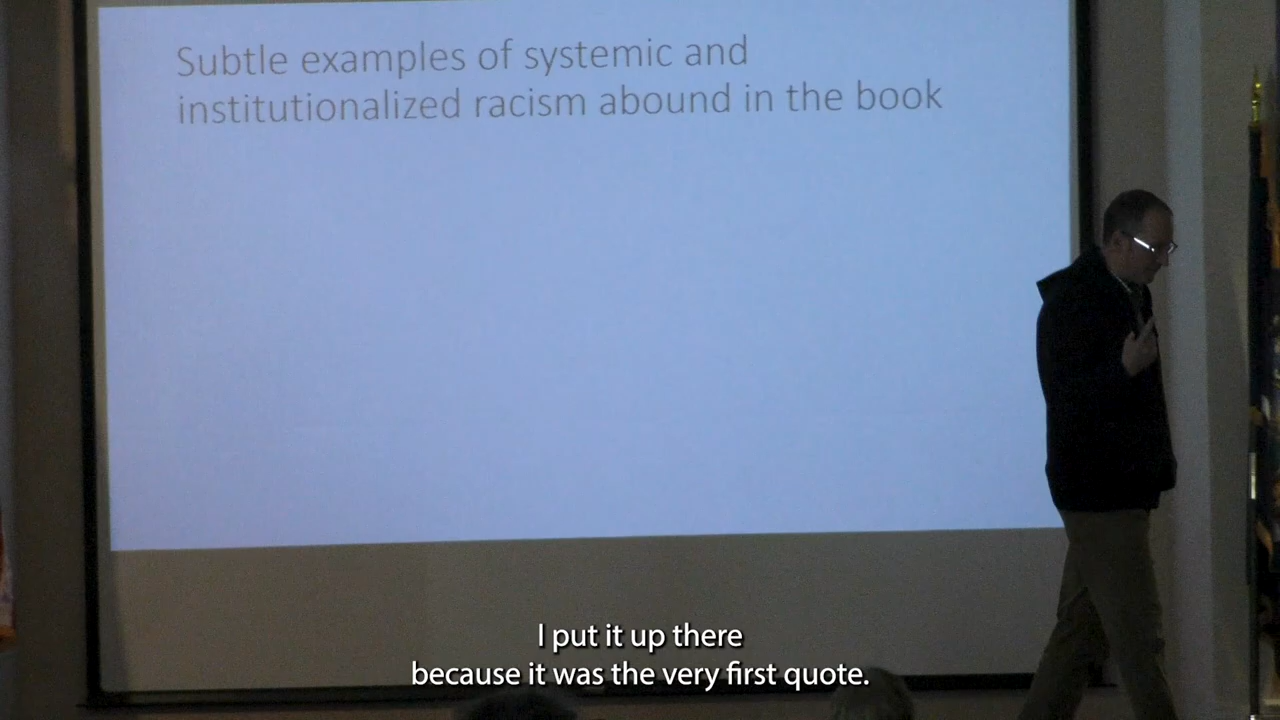 Subtle examples of systemic and
institutionalized racism abound in the book
I put it up there
because it was the very first quote.